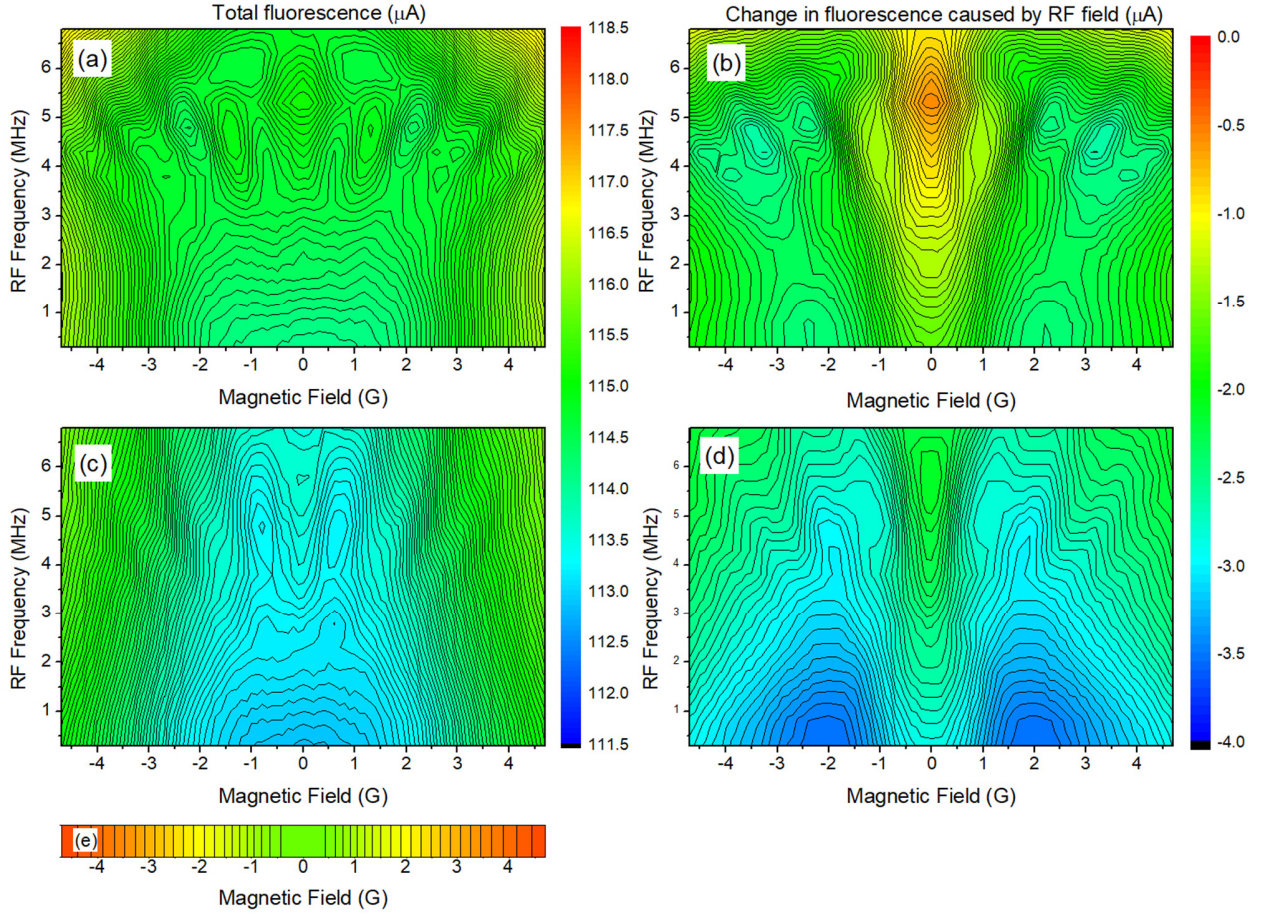 Total fluorescence (μA)
Change in fluorescence caused by RF field (μA)
(a)
RF Frequency (MHz)
6
5
4
3
2
1
-4 -3 -2 -1 0 1 2 3 4
Magnetic Field (G)
118.5
118.0
117.5
117.0
116.5
116.0
115.5
115.0
114.5
114.0
113.5
113.0
112.5
112.0
111.5
(b)
RF Frequency (MHz)
6
5
4
3
2
1
-4 -3 -2 -1 0 1 2 3 4
Magnetic Field (G)
0.0
-0.5
-1.0
-1.5
-2.0
-2.5
-3.0
-3.5
-4.0
(c)
RF Frequency (MHz)
6
5
4
3
2
1
-4 -3 -2 -1 0 1 2 3 4
Magnetic Field (G)
(d)
RF Frequency (MHz)
6
5
4
3
2
1
-4 -3 -2 -1 0 1 2 3 4
Magnetic Field (G)
(e)
-4 -3 -2 -1 0 1 2 3 4
Magnetic Field (G)